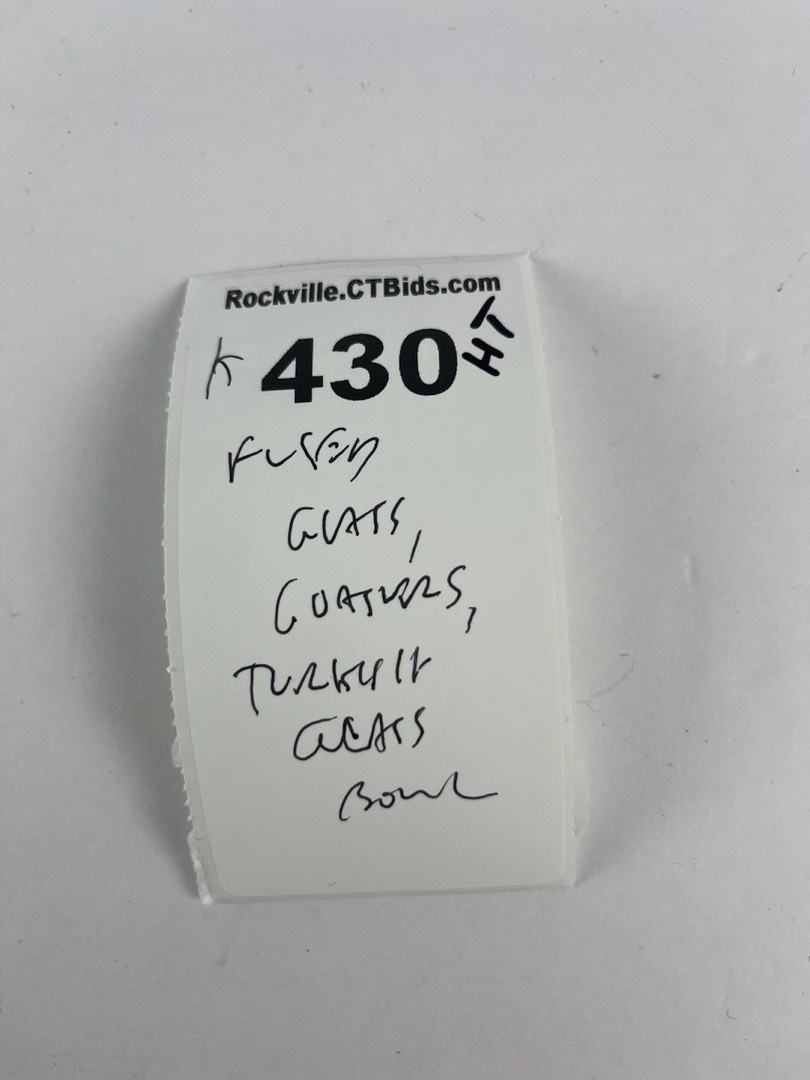 Rockville.CTBids.com
K 430 HT
FUSED
GLASS,
COASTERS,
TURKISH
GLASS
BOWL